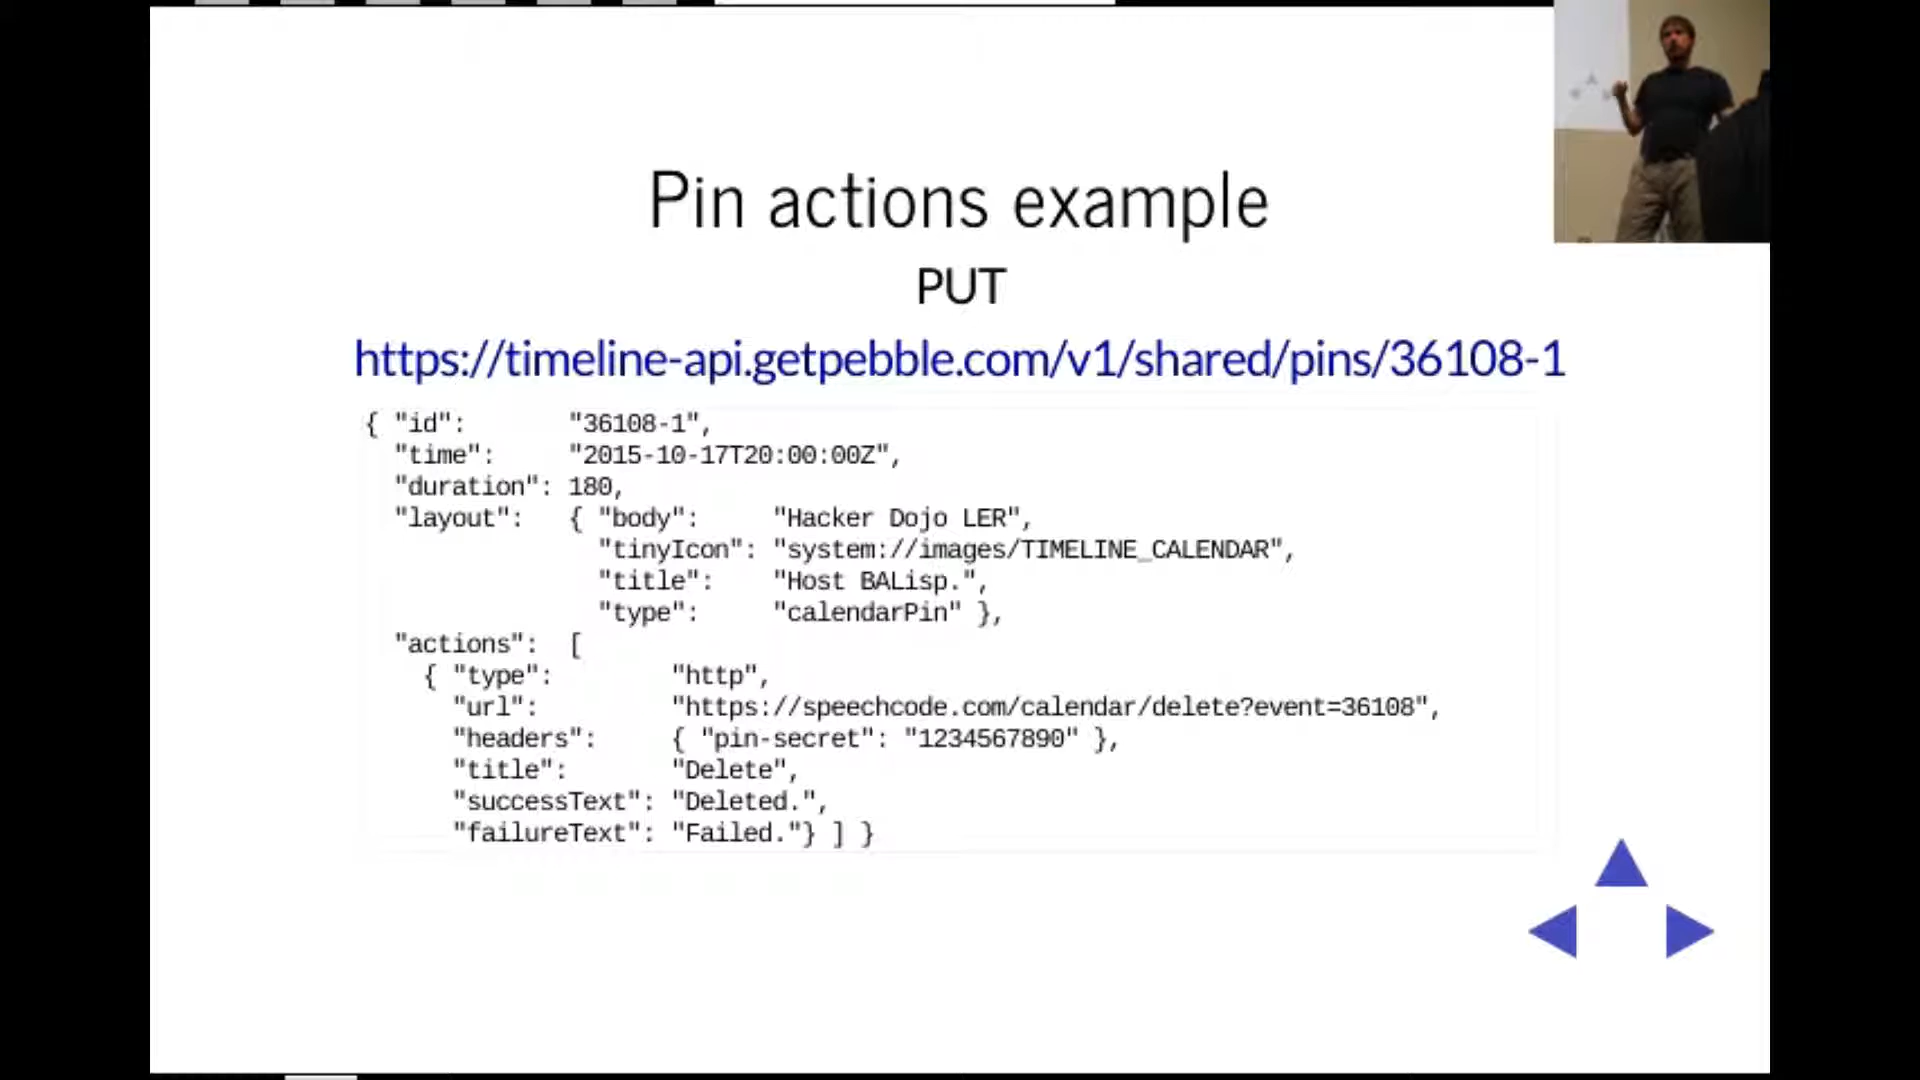 Pin actions example
PUT
https://timeline-api.getpebble.com/v1/shared/pins/36108-1
{ "id":       "36108-1",
  "time":     "2015-10-17T20:00:00Z",
  "duration": 180,
  "layout":   { "body":     "Hacker Dojo LER",
                "tinyIcon": "system://images/TIMELINE_CALENDAR",
                "title":    "Host BALisp.",
                "type":     "calendarPin" },
  "actions":  [
    { "type":        "http",
      "url":         "https://speechcode.com/calendar/delete?event=36108",
      "headers":     { "pin-secret": "1234567890" },
      "title":       "Delete",
      "successText": "Deleted.",
      "failureText": "Failed."} ] }